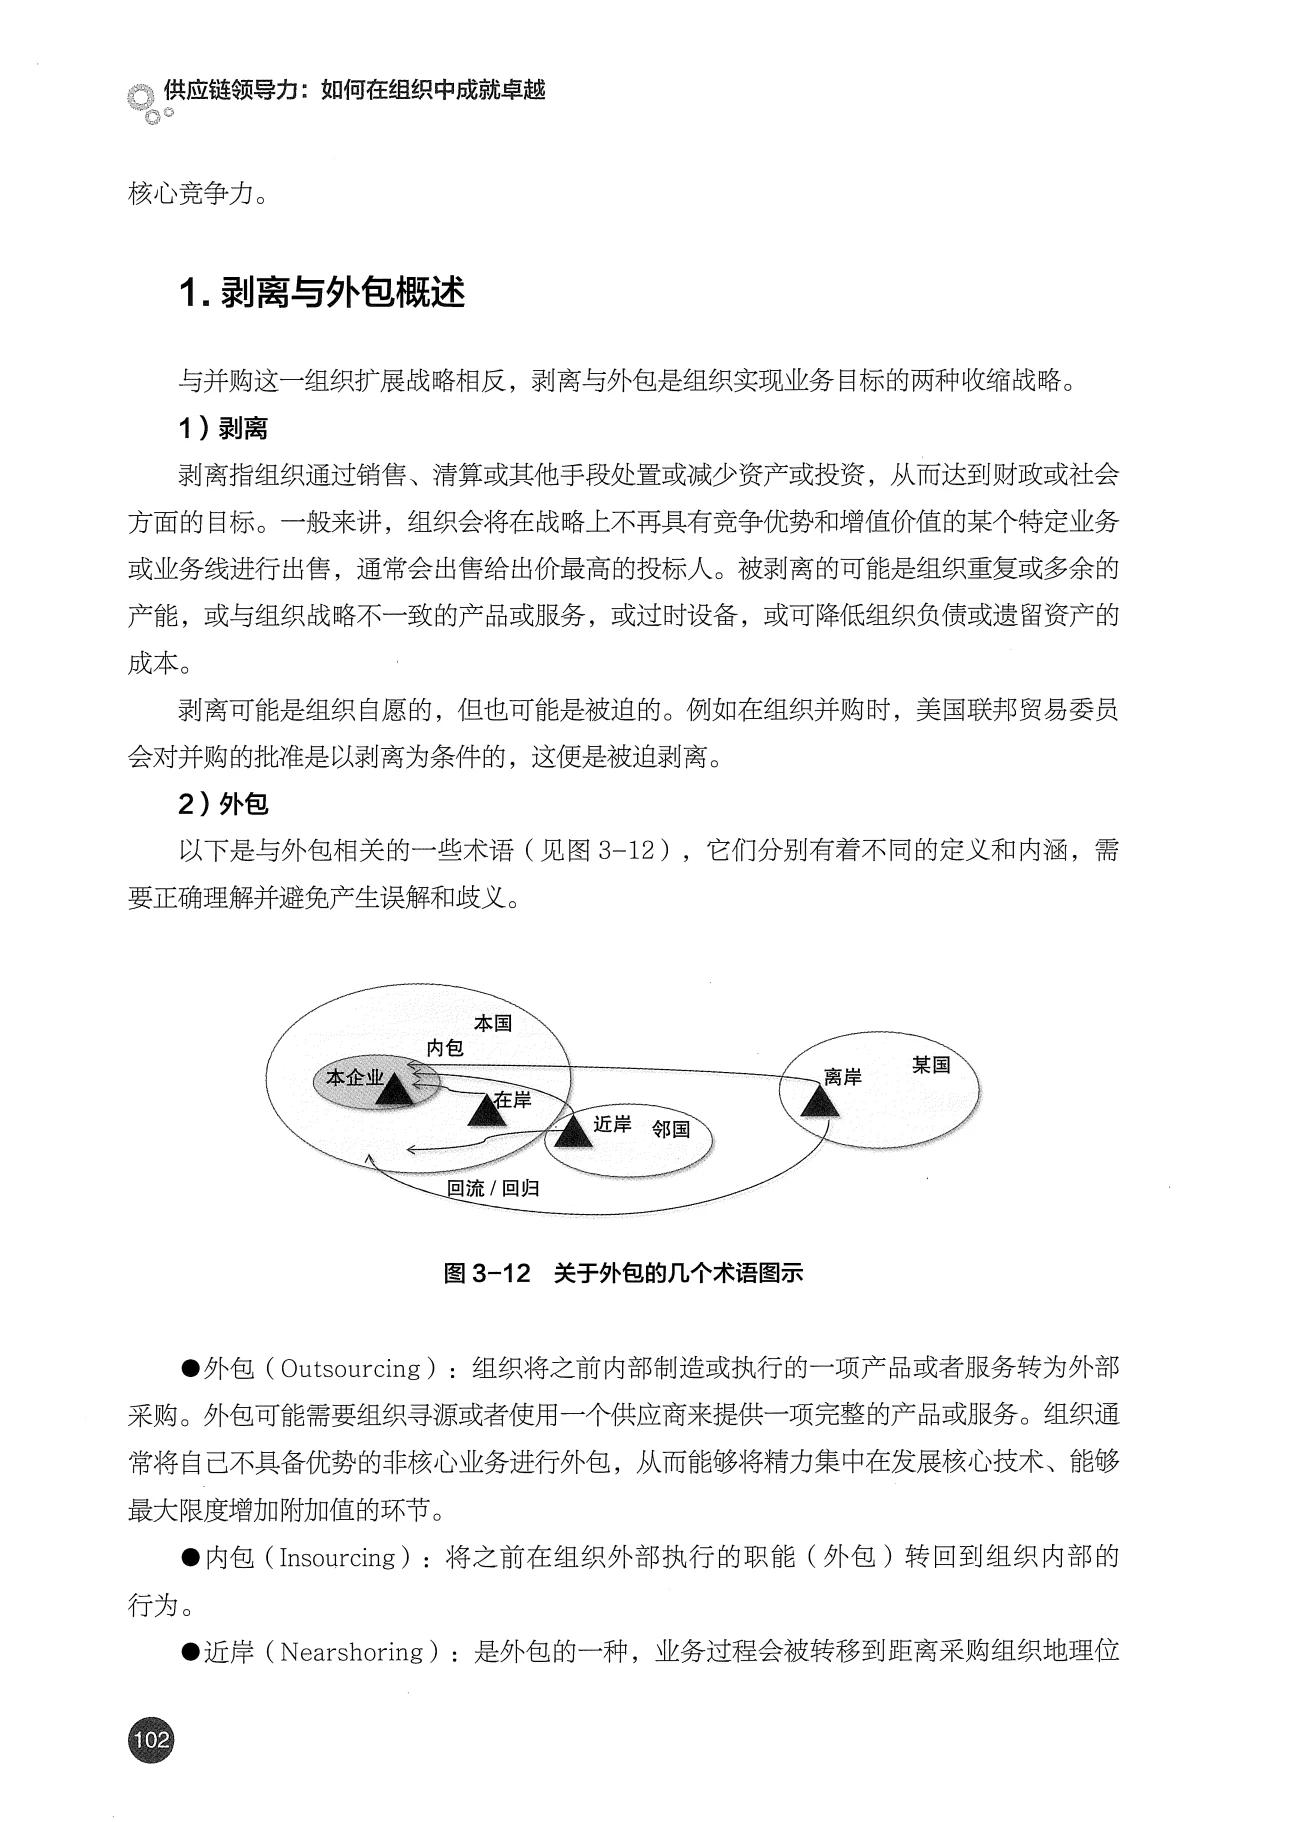 供应链领导力：如何在组织中成就卓越
核心竞争力。
1. 剥离与外包概述
与并购这一组织扩展战略相反，剥离与外包是组织实现业务目标的两种收缩战略。
1）剥离
剥离指组织通过销售、清算或其他手段处置或减少资产或投资，从而达到财政或社会
方面的目标。一般来讲，组织会将在战略上不再具有竞争优势和增值价值的某个特定业务
或业务线进行出售，通常会出售给出价最高的投标人。被剥离的可能是组织重复或多余的
产能，或与组织战略不一致的产品或服务，或过时设备，或可降低组织负债或遗留资产的
成本。
剥离可能是组织自愿的，但也可能是被迫的。例如在组织并购时，美国联邦贸易委员
会对并购的批准是以剥离为条件的，这便是被迫剥离。
2）外包
以下是与外包相关的一些术语（见图 3-12），它们分别有着不同的定义和内涵，需
要正确理解并避免产生误解和歧义。
本国
内包
本企业
在岸
近岸
邻国
离岸
某国
回流 / 回归
图 3-12 关于外包的几个术语图示
●外包（Outsourcing）：组织将之前内部制造或执行的一项产品或者服务转为外部
采购。外包可能需要组织寻源或者使用一个供应商来提供一项完整的产品或服务。组织通
常将自己不具备优势的非核心业务进行外包，从而能够将精力集中在发展核心技术、能够
最大限度增加附加值的环节。
●内包（Insourcing）：将之前在组织外部执行的职能（外包）转回到组织内部的
行为。
●近岸（Nearshoring）：是外包的一种，业务过程会被转移到距离采购组织地理位
102